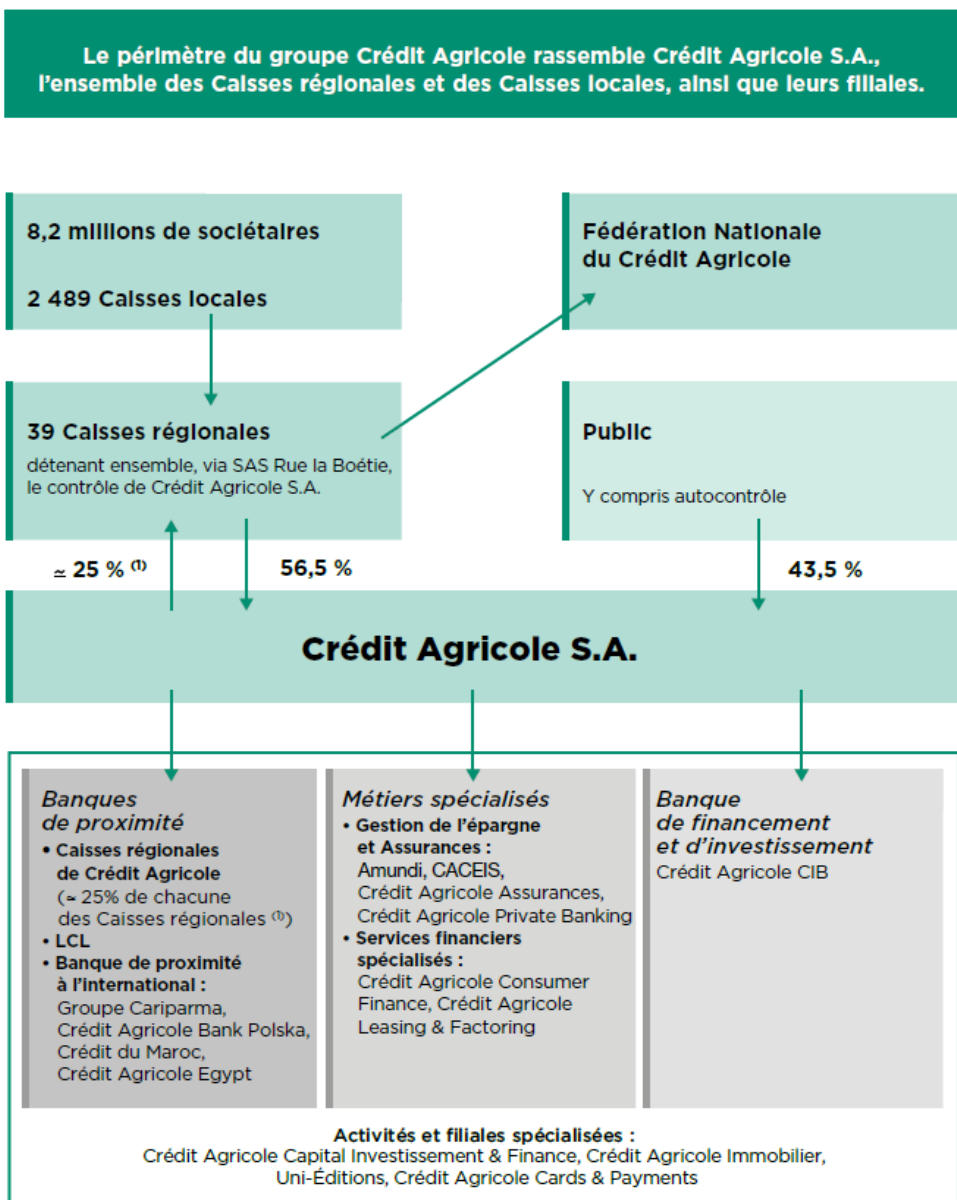 Le périmètre du groupe Crédit Agricole rassemble Crédit Agricole S.A.,
l'ensemble des Caisses régionales et des Caisses locales, ainsi que leurs filiales.
8,2 millions de sociétaires
2 489 Caisses locales
Fédération Nationale
du Crédit Agricole
39 Caisses régionales
détenant ensemble, via SAS Rue la Boétie,
le contrôle de Crédit Agricole S.A.
Public
Y compris autocontrôle
≃ 25 % (1)
56,5 %
43,5 %
Crédit Agricole S.A.
Banques
de proximité
• Caisses régionales
de Crédit Agricole
(≃ 25% de chacune
des Caisses régionales (1))
• LCL
• Banque de proximité
à l'international :
Groupe Cariparma,
Crédit Agricole Bank Polska,
Crédit du Maroc,
Crédit Agricole Egypt
Métiers spécialisés
• Gestion de l'épargne
et Assurances :
Amundi, CACEIS,
Crédit Agricole Assurances,
Crédit Agricole Private Banking
• Services financiers
spécialisés :
Crédit Agricole Consumer
Finance, Crédit Agricole
Leasing & Factoring
Banque
de financement
et d'investissement
Crédit Agricole CIB
Activités et filiales spécialisées :
Crédit Agricole Capital Investissement & Finance, Crédit Agricole Immobilier,
Uni-Éditions, Crédit Agricole Cards & Payments